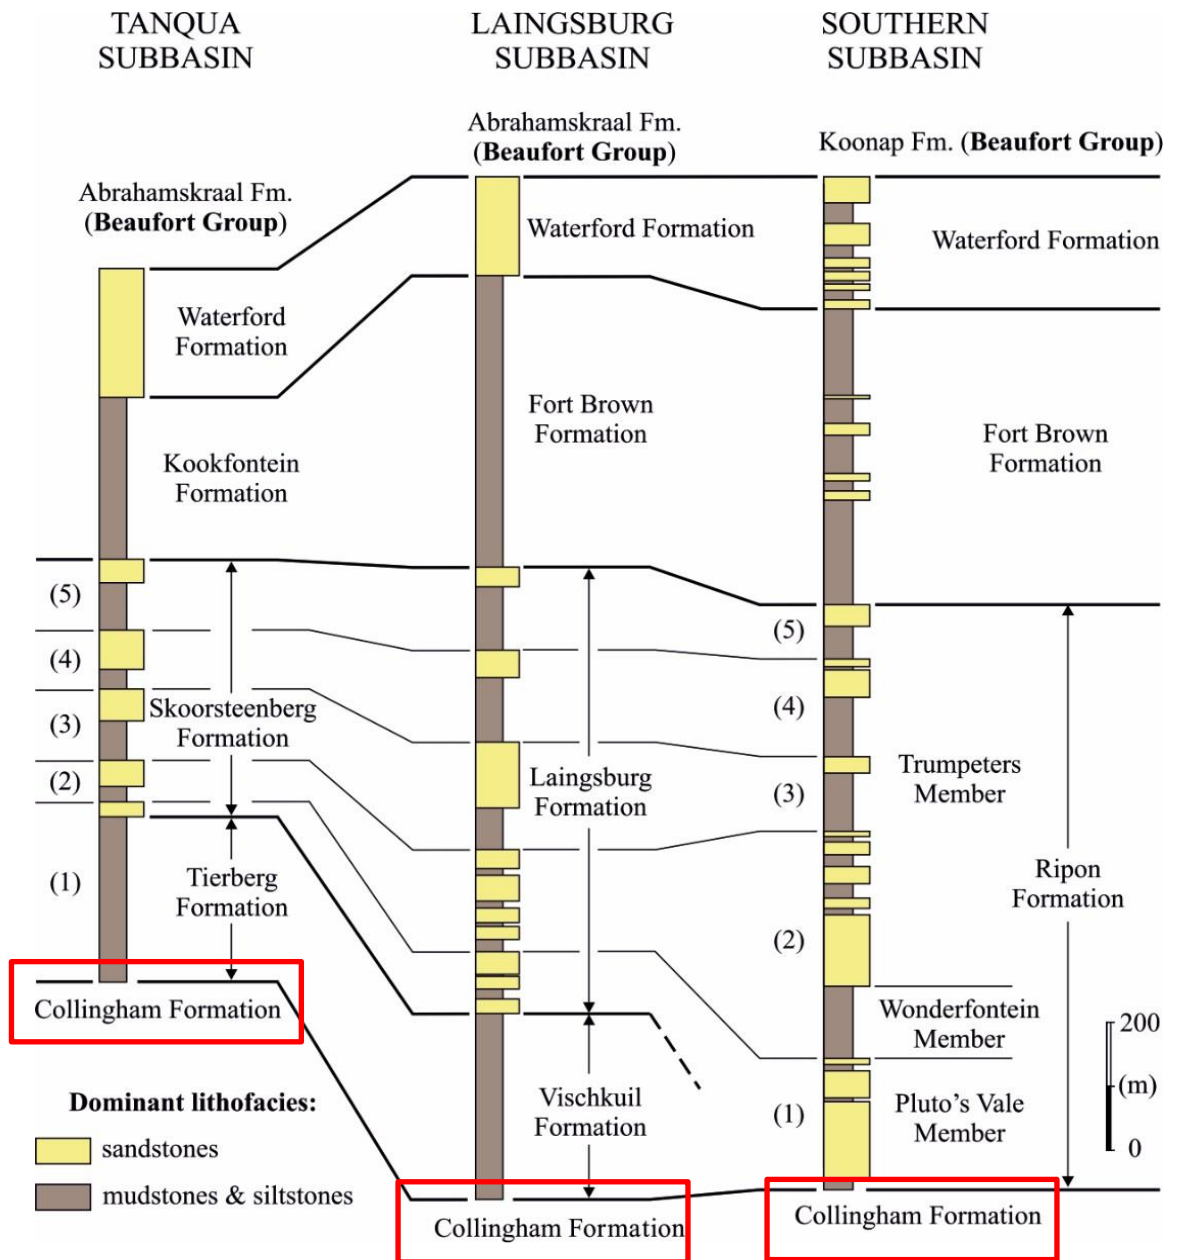 TANQUA
SUBBASIN
LAINGSBURG
SUBBASIN
SOUTHERN
SUBBASIN
Abrahamskraal Fm.
(Beaufort Group)
Abrahamskraal Fm.
(Beaufort Group)
Koonap Fm. (Beaufort Group)
Waterford
Formation
Waterford Formation
Waterford Formation
Kookfontein
Formation
Fort Brown
Formation
Fort Brown
Formation
(5)
(4)
(3)
(2)
(1)
Skoorsteenberg
Formation
Tierberg
Formation
Collingham Formation
Laingsburg
Formation
Vischkuil
Formation
Collingham Formation
(5)
(4)
(3)
(2)
(1)
Trumpeters
Member
Wonderfontein
Member
Pluto's Vale
Member
Ripon
Formation
Collingham Formation
200
(m)
0
Dominant lithofacies:
sandstones
mudstones & siltstones